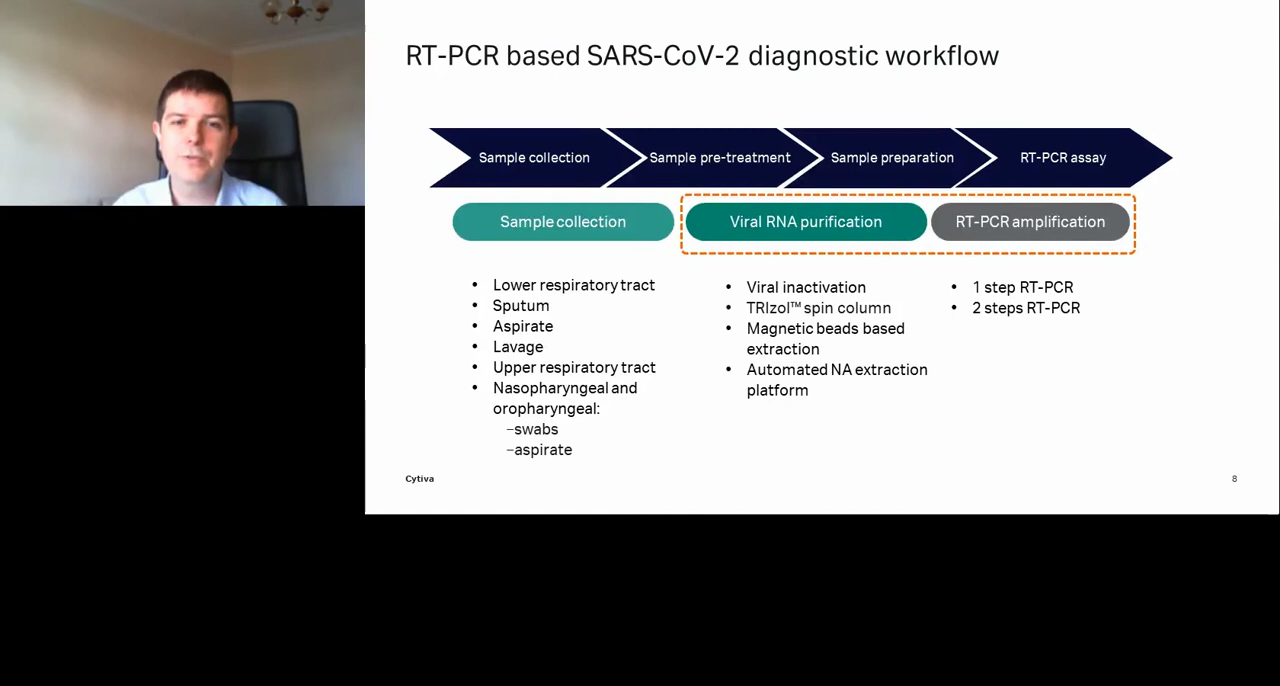 RT-PCR based SARS-CoV-2 diagnostic workflow
Sample collection
Sample pre-treatment
Sample preparation
RT-PCR assay
Sample collection
Viral RNA purification
RT-PCR amplification
• Lower respiratory tract
• Sputum
• Aspirate
• Lavage
• Upper respiratory tract
• Nasopharyngeal and
oropharyngeal:
–swabs
–aspirate
• Viral inactivation
• TRIzol™ spin column
• Magnetic beads based
extraction
• Automated NA extraction
platform
• 1 step RT-PCR
• 2 steps RT-PCR
Cytiva
8